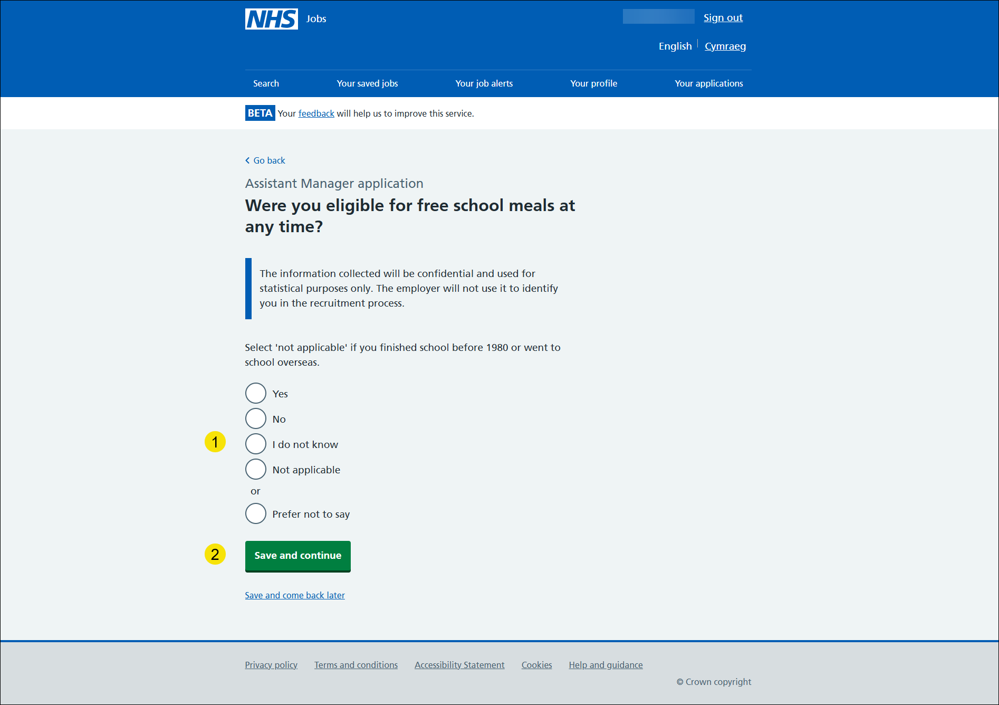 NHS Jobs
Sign out
English Cymraeg
Search Your saved jobs Your job alerts Your profile Your applications
BETA Your feedback will help us to improve this service.
Go back
Assistant Manager application
Were you eligible for free school meals at
any time?
The information collected will be confidential and used for
statistical purposes only. The employer will not use it to identify
you in the recruitment process.
Select 'not applicable' if you finished school before 1980 or went to
school overseas.
Yes
No
1 I do not know
Not applicable
or
Prefer not to say
2 Save and continue
Save and come back later
Privacy policy Terms and conditions Accessibility Statement Cookies Help and guidance
© Crown copyright